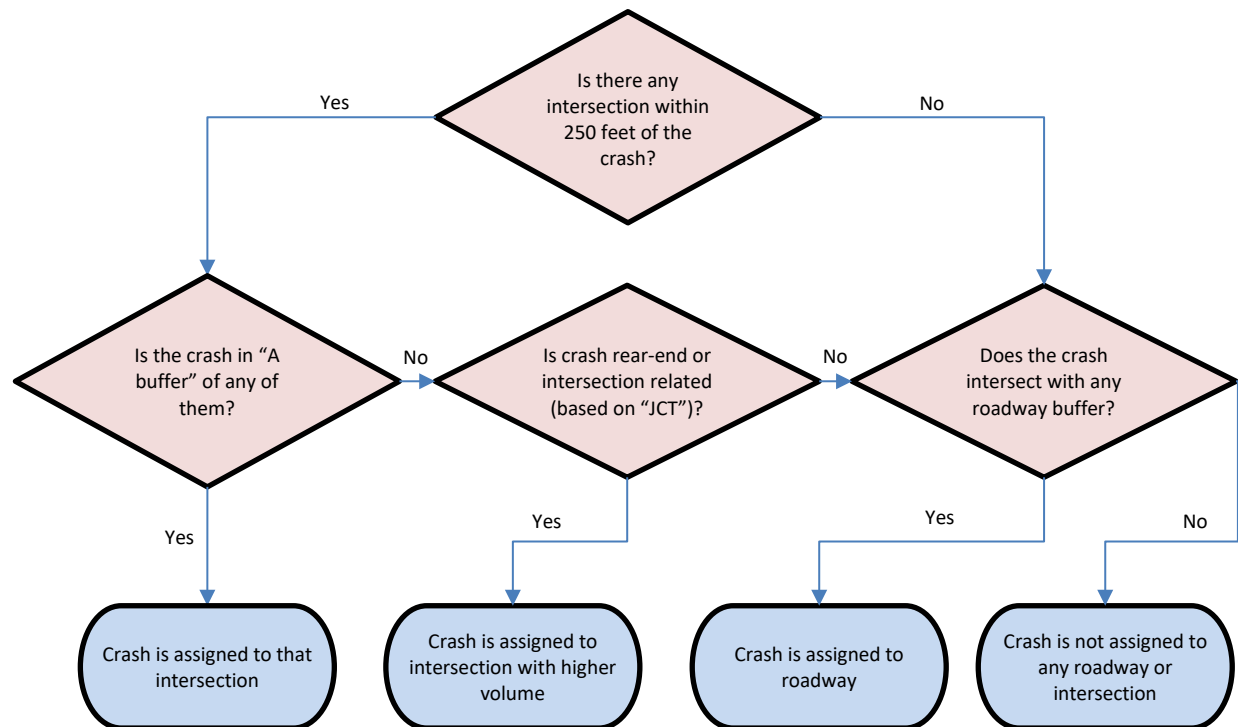 Is there any
intersection within
250 feet of the
crash?
Yes
No
Is the crash in “A
buffer” of any of
them?
No
Is crash rear-end or
intersection related
(based on “JCT”)?
No
Does the crash
intersect with any
roadway buffer?
Yes
Yes
Yes
No
Crash is assigned to that
intersection
Crash is assigned to
intersection with higher
volume
Crash is assigned to
roadway
Crash is not assigned to
any roadway or
intersection